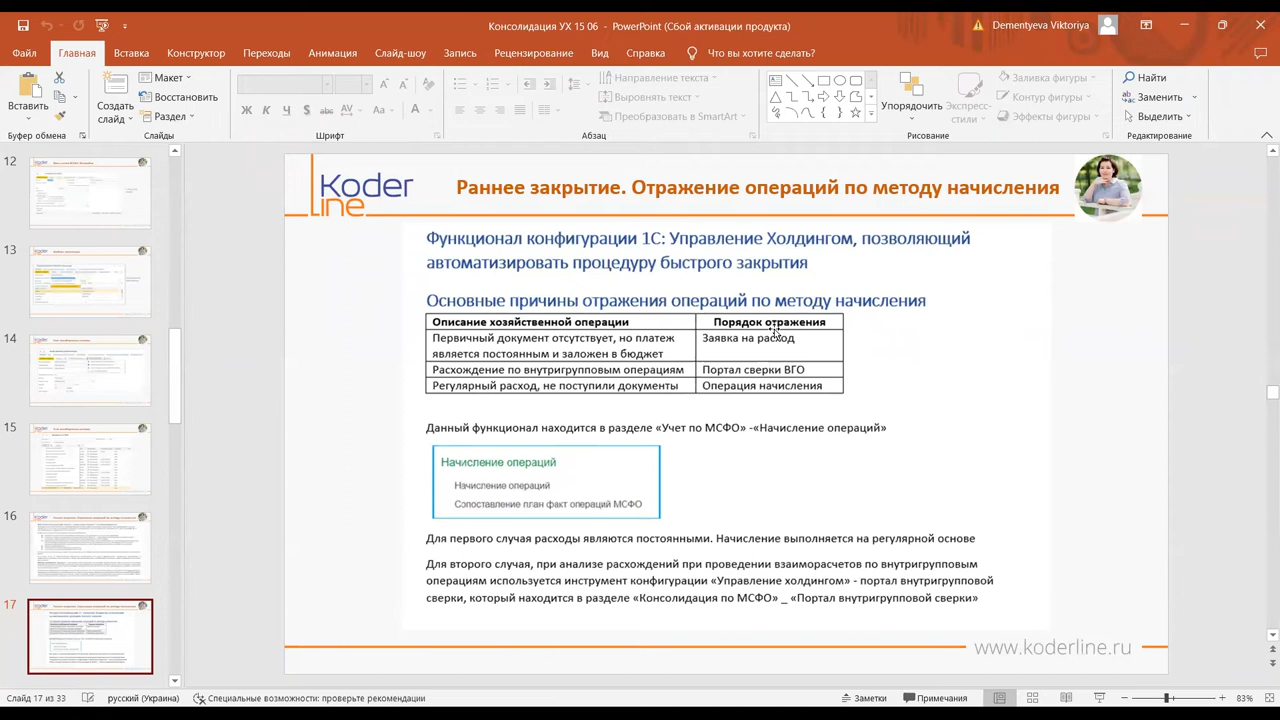 Консолидация УХ 15 06 - PowerPoint (Сбой активации продукта)
Dementyeva Viktoriya
Файл Главная Вставка Конструктор Переходы Анимация Слайд-шоу Запись Рецензирование Вид Справка Что вы хотите сделать?
Вставить
Буфер обмена
Создать слайд
Макет
Восстановить
Раздел
Слайды
Ж К Ч S abc AV Aa A
Шрифт
Направление текста
Выровнять текст
Преобразовать в SmartArt
Абзац
Упорядочить
Экспресс-стили
Заливка фигуры
Контур фигуры
Эффекты фигуры
Рисование
Найти
Заменить
Выделить
Редактирование
12
13
14
15
16
17
Koder
line
Раннее закрытие. Отражение операций по методу начисления
Функционал конфигурации 1С: Управление Холдингом, позволяющий
автоматизировать процедуру быстрого закрытия
Основные причины отражения операций по методу начисления
Описание хозяйственной операции Порядок отражения
Первичный документ отсутствует, но платеж Заявка на расход
является постоянным и заложен в бюджет
Расхождение по внутригрупповым операциям Портал сверки ВГО
Регулярный расход, не поступили документы Операция начисления
Данный функционал находится в разделе «Учет по МСФО» -«Начисление операций»
Начисление операций
Начисление операций
Сопоставление план факт операций МСФО
Для первого случая расходы являются постоянными. Начисление выполняется на регулярной основе
Для второго случая, при анализе расхождений при проведении взаиморасчетов по внутригрупповым
операциям используется инструмент конфигурации «Управление холдингом» - портал внутригрупповой
сверки, который находится в разделе «Консолидация по МСФО» _ «Портал внутригрупповой сверки»
www.koderline.ru
Слайд 17 из 33 русский (Украина) Специальные возможности: проверьте рекомендации Заметки Примечания 83%